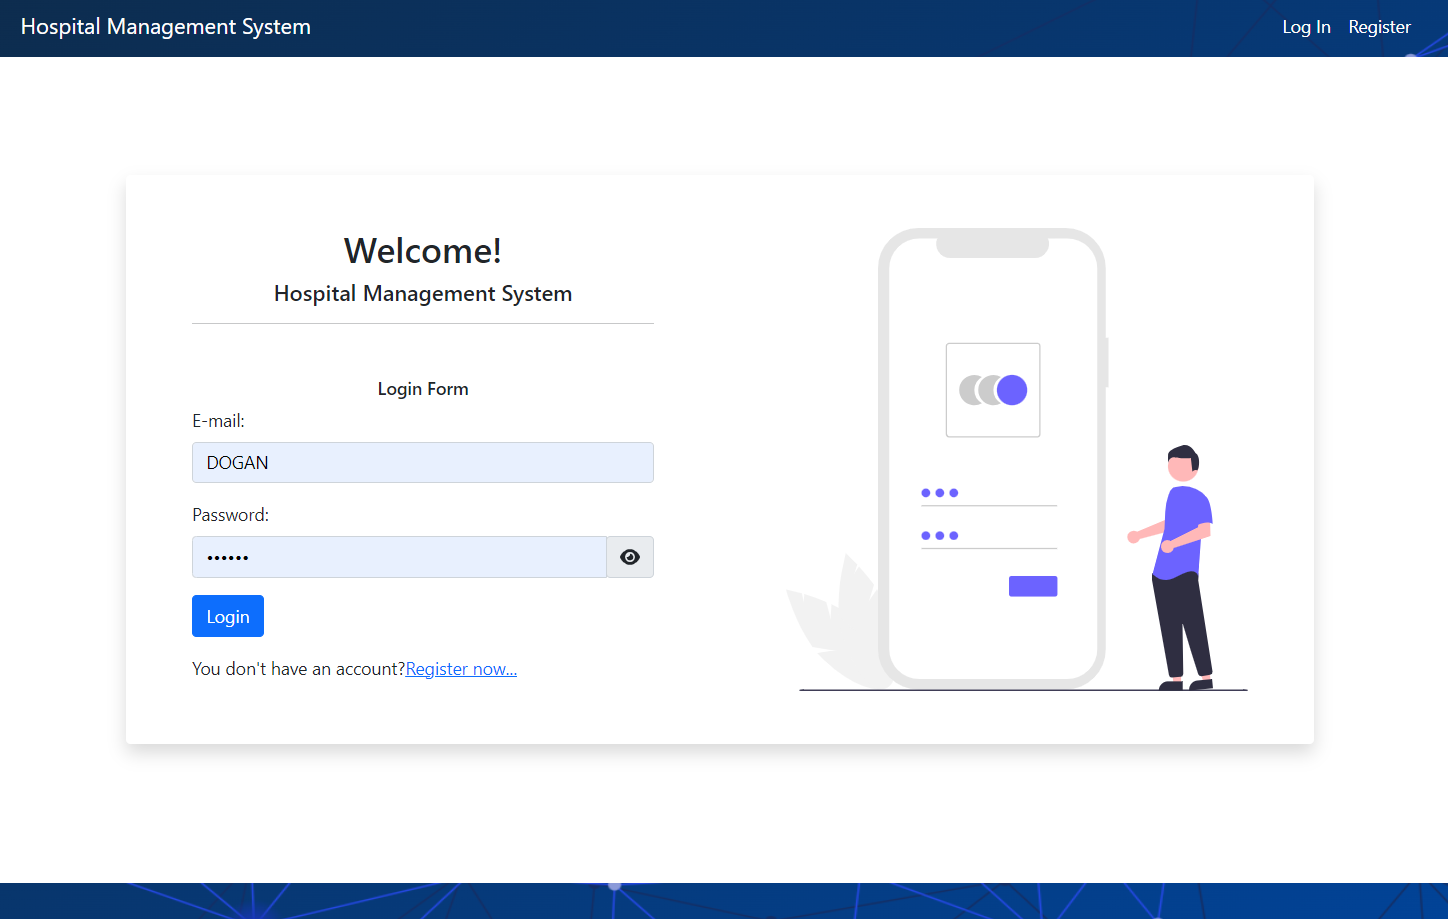 Hospital Management System
Log In Register
Welcome!
Hospital Management System
Login Form
E-mail:
DOGAN
Password:
••••••
Login
You don't have an account?Register now...